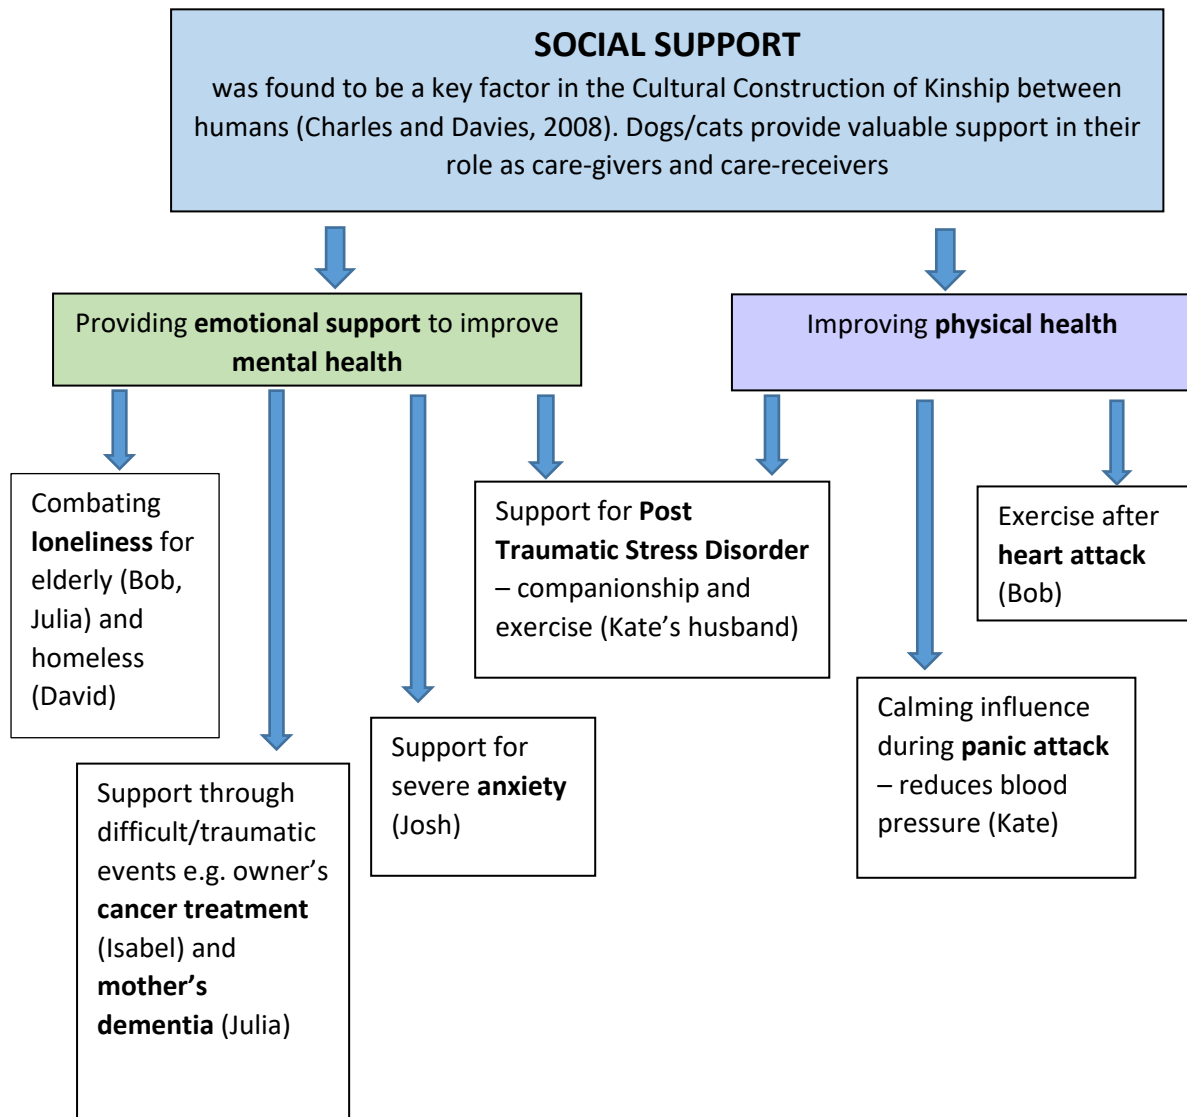 SOCIAL SUPPORT
was found to be a key factor in the Cultural Construction of Kinship between
humans (Charles and Davies, 2008). Dogs/cats provide valuable support in their
role as care-givers and care-receivers
Providing emotional support to improve
mental health
Improving physical health
Combating
loneliness for
elderly (Bob,
Julia) and
homeless
(David)
Support through
difficult/traumatic
events e.g. owner’s
cancer treatment
(Isabel) and
mother’s
dementia (Julia)
Support for
severe anxiety
(Josh)
Support for Post
Traumatic Stress Disorder
– companionship and
exercise (Kate’s husband)
Calming influence
during panic attack
– reduces blood
pressure (Kate)
Exercise after
heart attack
(Bob)